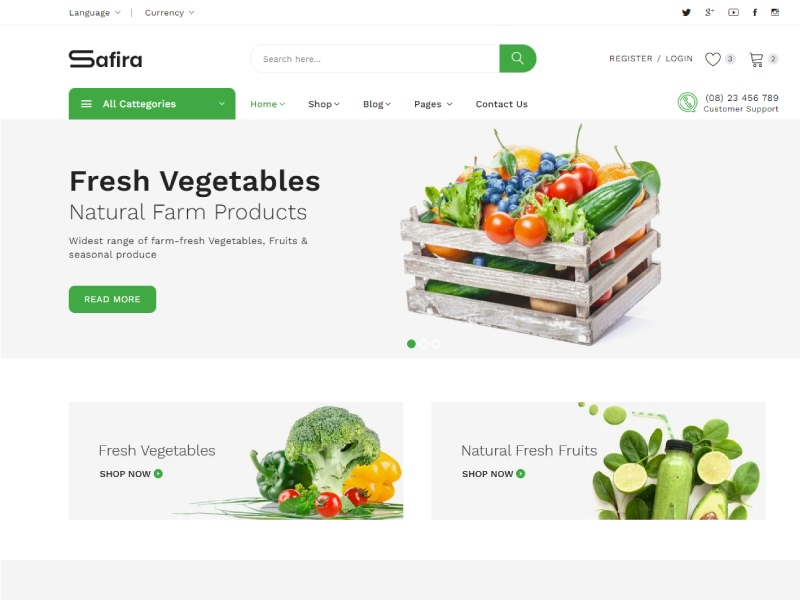 Language
Currency
Safira
Search here...
REGISTER / LOGIN
3
2
All Cattegories
Home
Shop
Blog
Pages
Contact Us
(08) 23 456 789
Customer Support
Fresh Vegetables
Natural Farm Products
Widest range of farm-fresh Vegetables, Fruits &
seasonal produce
READ MORE
Fresh Vegetables
SHOP NOW
Natural Fresh Fruits
SHOP NOW